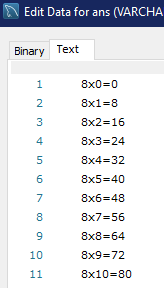 Edit Data for ans (VARCHA
Binary Text
1 8x0=0
2 8x1=8
3 8x2=16
4 8x3=24
5 8x4=32
6 8x5=40
7 8x6=48
8 8x7=56
9 8x8=64
10 8x9=72
11 8x10=80